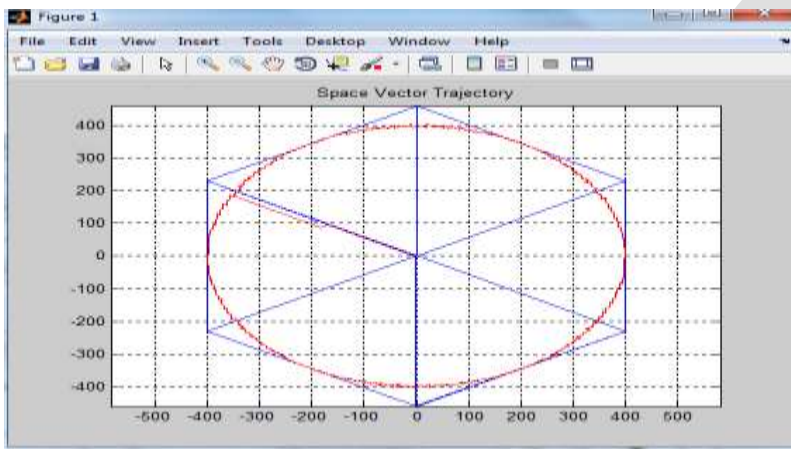 Figure 1
File Edit View Insert Tools Desktop Window Help
Space Vector Trajectory
400
300
200
100
0
-100
-200
-300
-400
-500 -400 -300 -200 -100 0 100 200 300 400 500